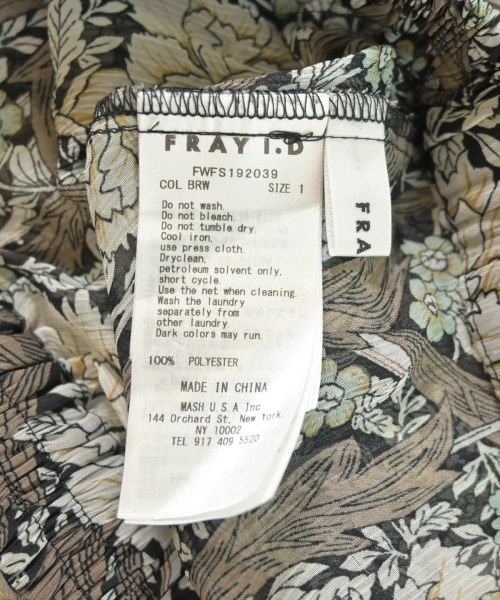 FRAY I.D
FWFS192039
COL BRW SIZE 1
Do not wash.
Do not bleach.
Do not tumble dry.
Cool iron,
use press cloth.
Dryclean,
petroleum solvent only,
short cycle.
Use the net when cleaning.
Wash the laundry
separately from
other laundry.
Dark colors may run.
100% POLYESTER
MADE IN CHINA
MASH U.S.A Inc
144 Orchard St, New York.
NY 10002
TEL 917 409 5520
FRA